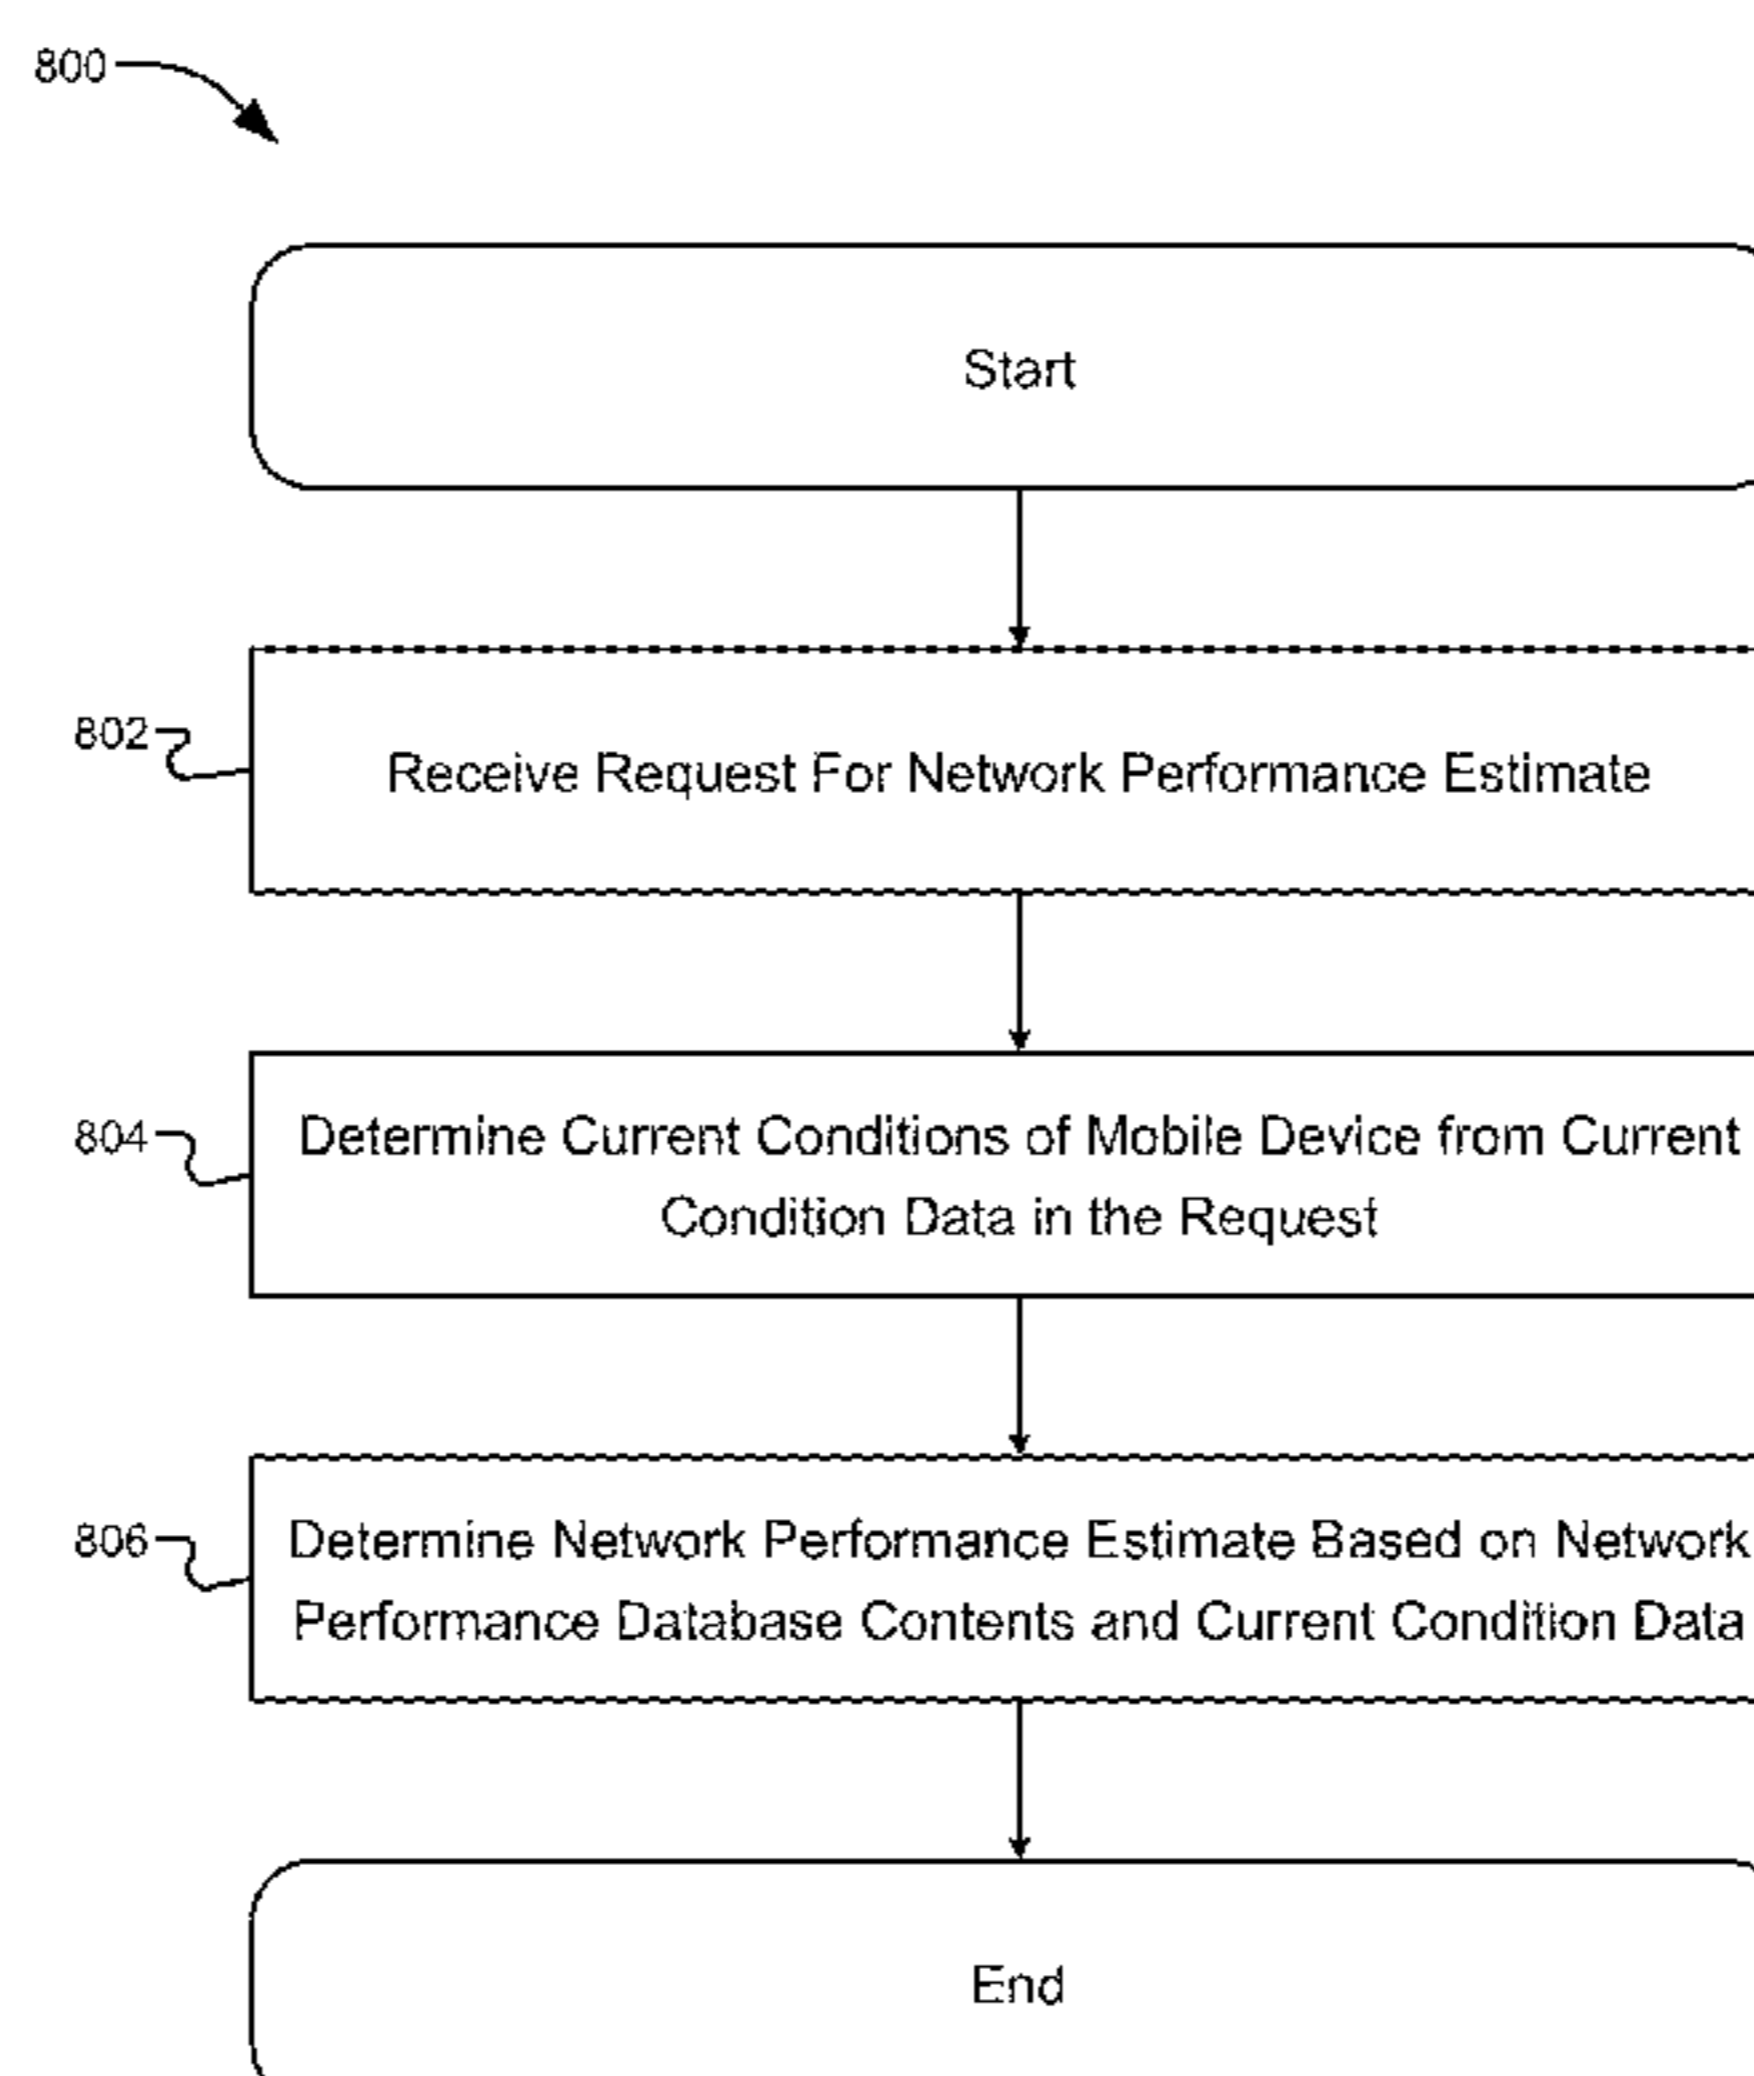 800
Start
802
Receive Request For Network Performance Estimate
804
Determine Current Conditions of Mobile Device from Current
Condition Data in the Request
806
Determine Network Performance Estimate Based on Network
Performance Database Contents and Current Condition Data
End